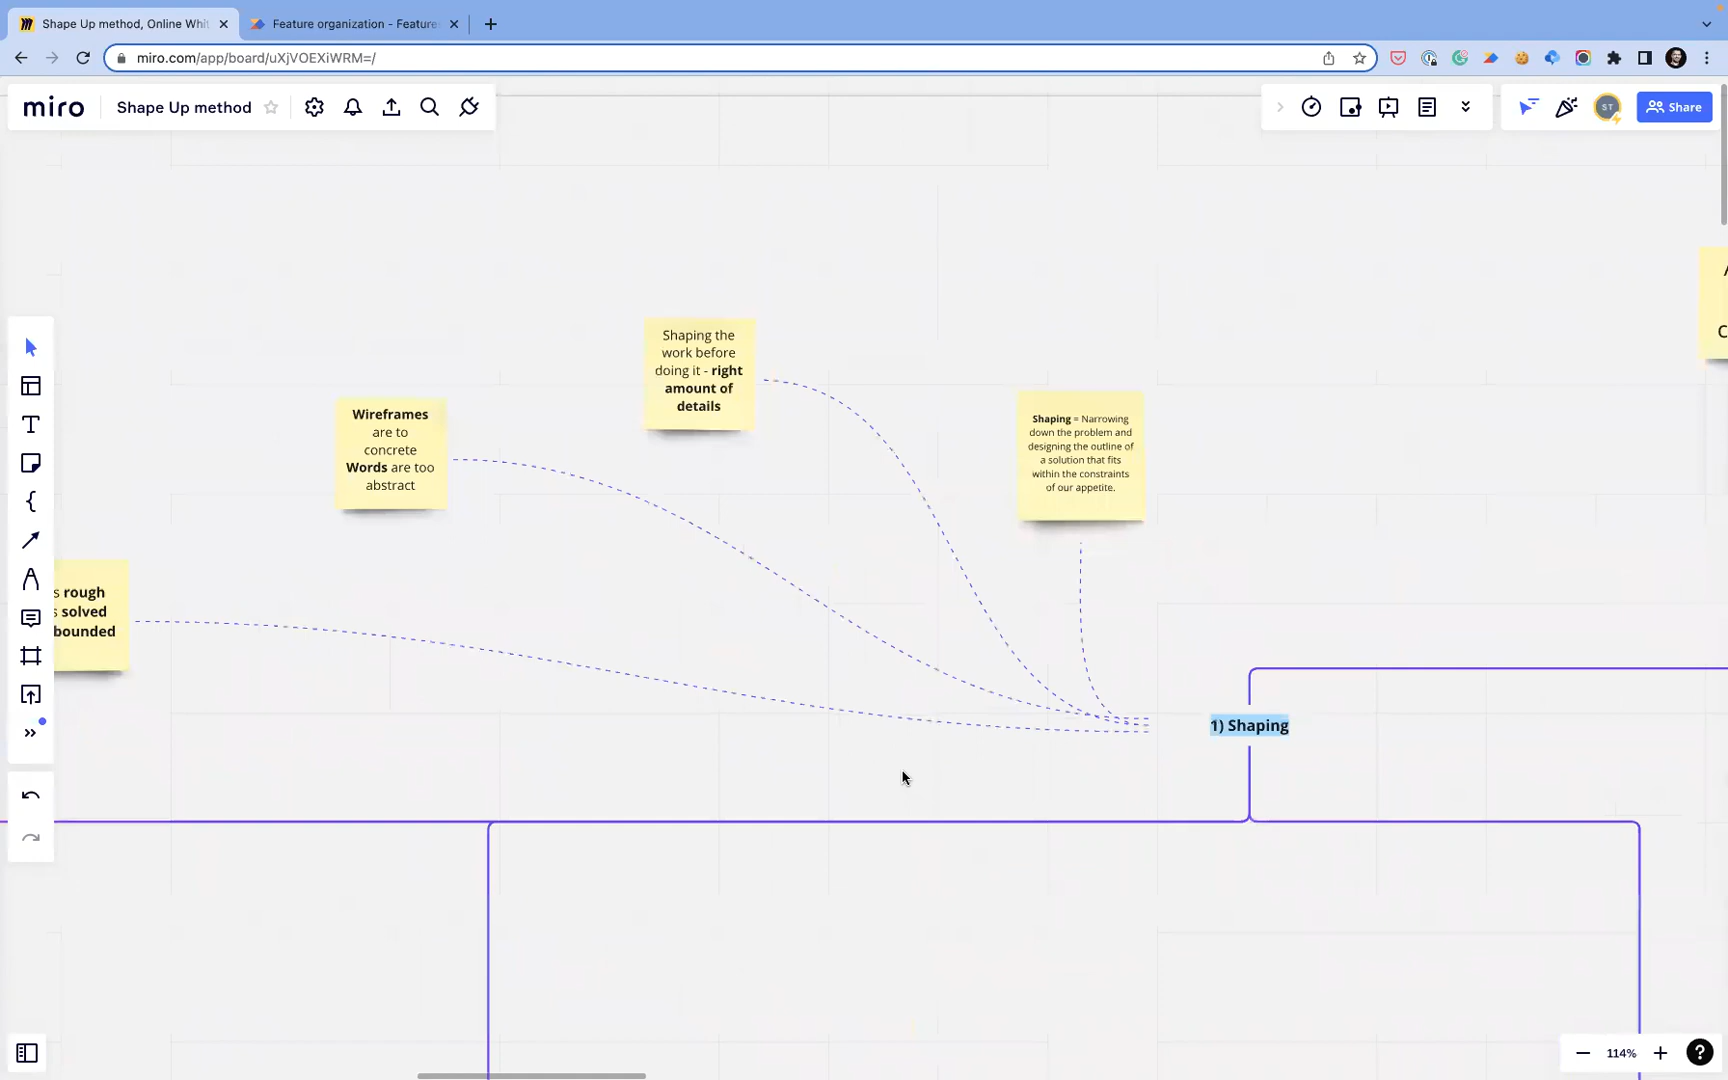 Shape Up method, Online Whi
Feature organization - Feature
miro.com/app/board/uXjVOEXiWRM=/
miro
Shape Up method
ST
Share
A
C
Shaping the
work before
doing it - right
amount of
details
Wireframes
are to
concrete
Words are too
abstract
Shaping = Narrowing
down the problem and
designing the outline of
a solution that fits
within the constraints
of our appetite.
s rough
s solved
bounded
1) Shaping
114%